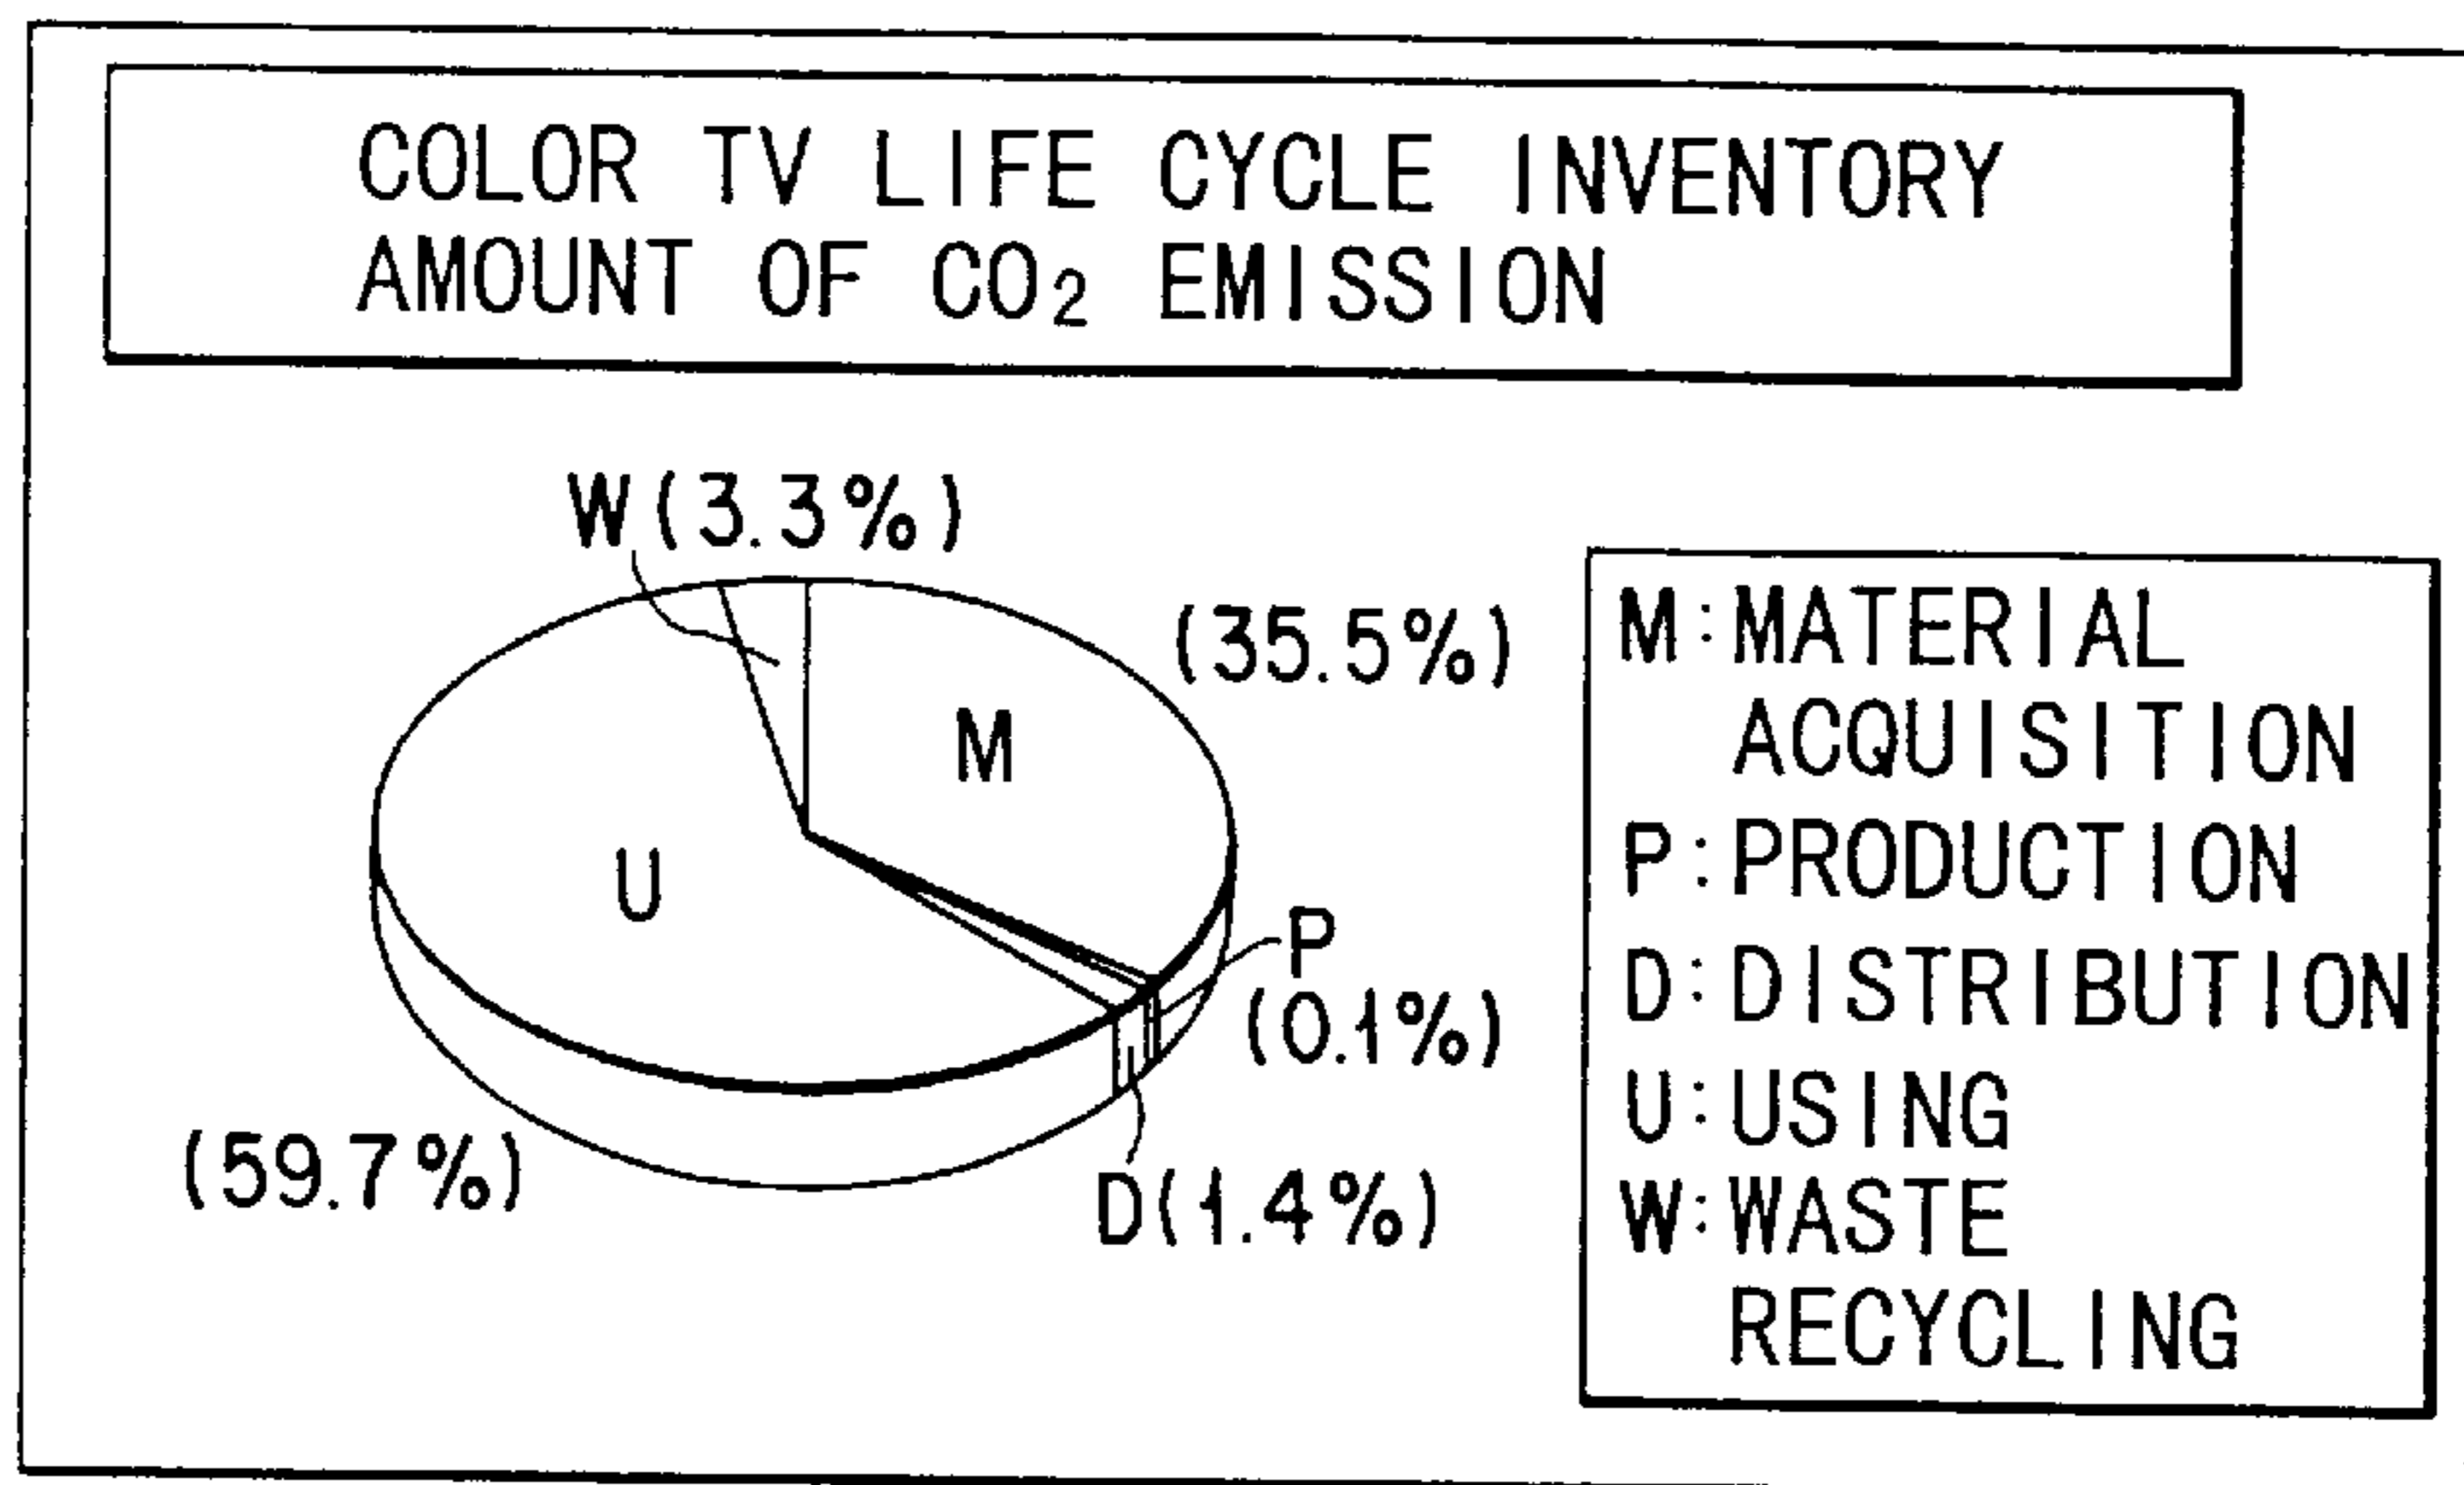 COLOR TV LIFE CYCLE INVENTORY
AMOUNT OF CO₂ EMISSION
W(3.3%)
(35.5%)
M
U
P
(0.1%)
(59.7%)
D(1.4%)
M:MATERIAL
ACQUISITION
P:PRODUCTION
D:DISTRIBUTION
U:USING
W:WASTE
RECYCLING